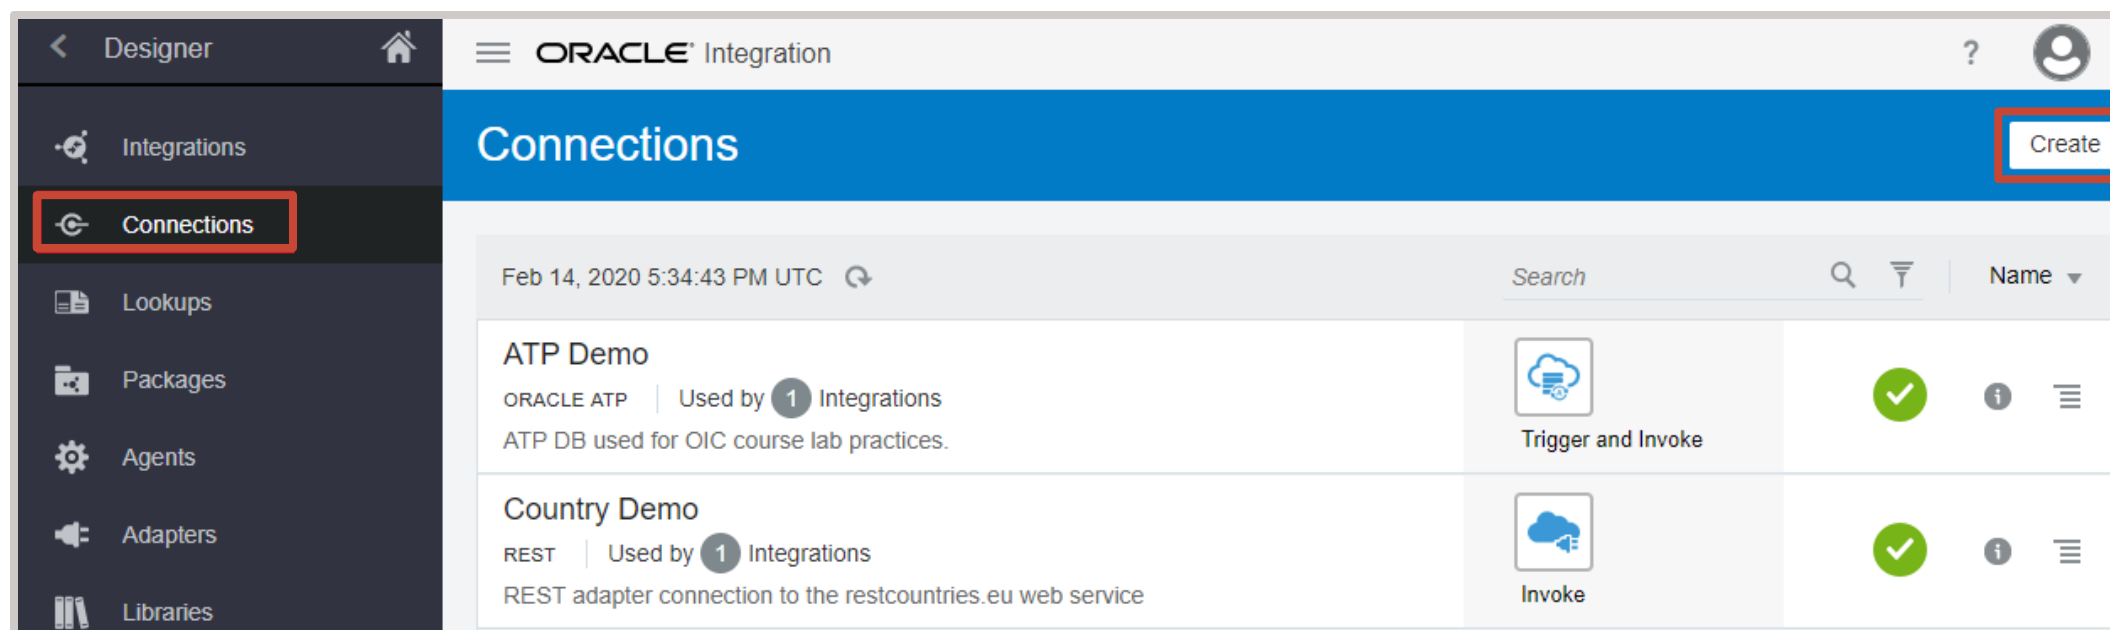 Designer
ORACLE Integration
?
Integrations
Connections
Lookups
Packages
Agents
Adapters
Libraries
Connections
Create
Feb 14, 2020 5:34:43 PM UTC
Search
Name
ATP Demo
ORACLE ATP Used by 1 Integrations
ATP DB used for OIC course lab practices.
Trigger and Invoke
Country Demo
REST Used by 1 Integrations
REST adapter connection to the restcountries.eu web service
Invoke